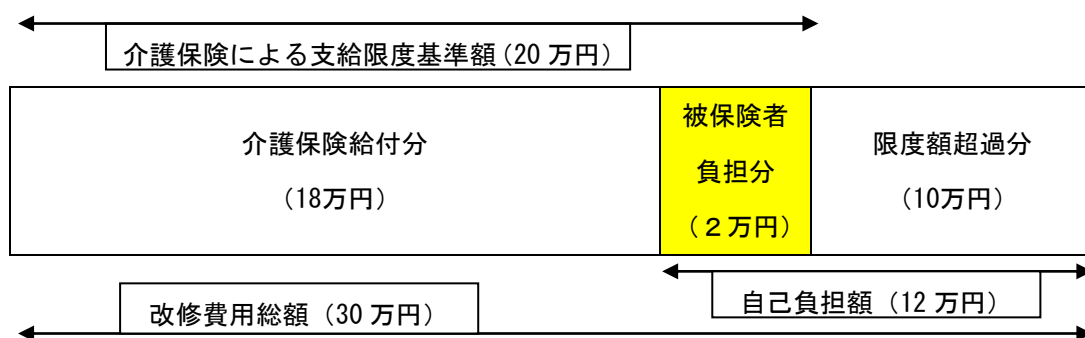 介護保険による支給限度基準額(20 万円)
介護保険給付分
(18万円)
被保険者
負担分
(２万円)
限度額超過分
(10万円)
自己負担額（12 万円）
改修費用総額（30 万円）